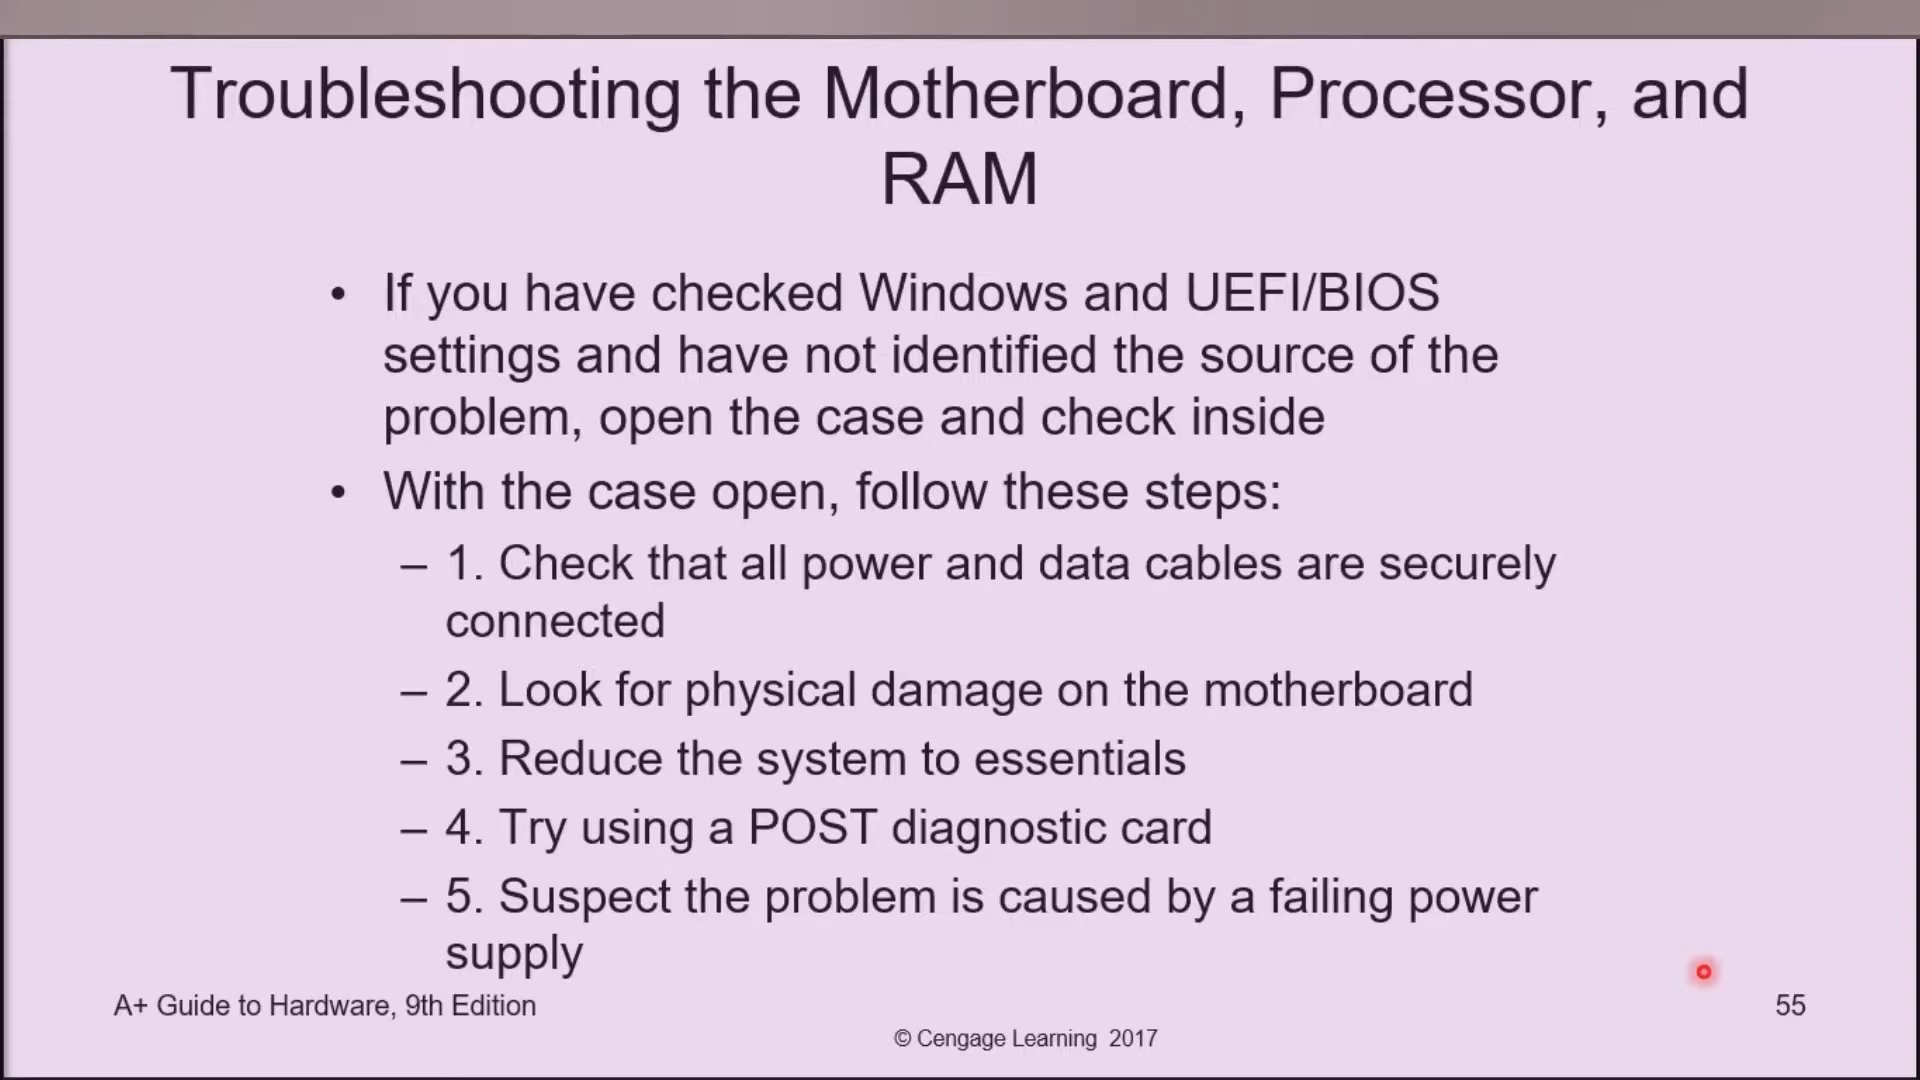 Troubleshooting the Motherboard, Processor, and
RAM
• If you have checked Windows and UEFI/BIOS
settings and have not identified the source of the
problem, open the case and check inside
• With the case open, follow these steps:
– 1. Check that all power and data cables are securely
connected
– 2. Look for physical damage on the motherboard
– 3. Reduce the system to essentials
– 4. Try using a POST diagnostic card
– 5. Suspect the problem is caused by a failing power
supply
A+ Guide to Hardware, 9th Edition
55
© Cengage Learning 2017